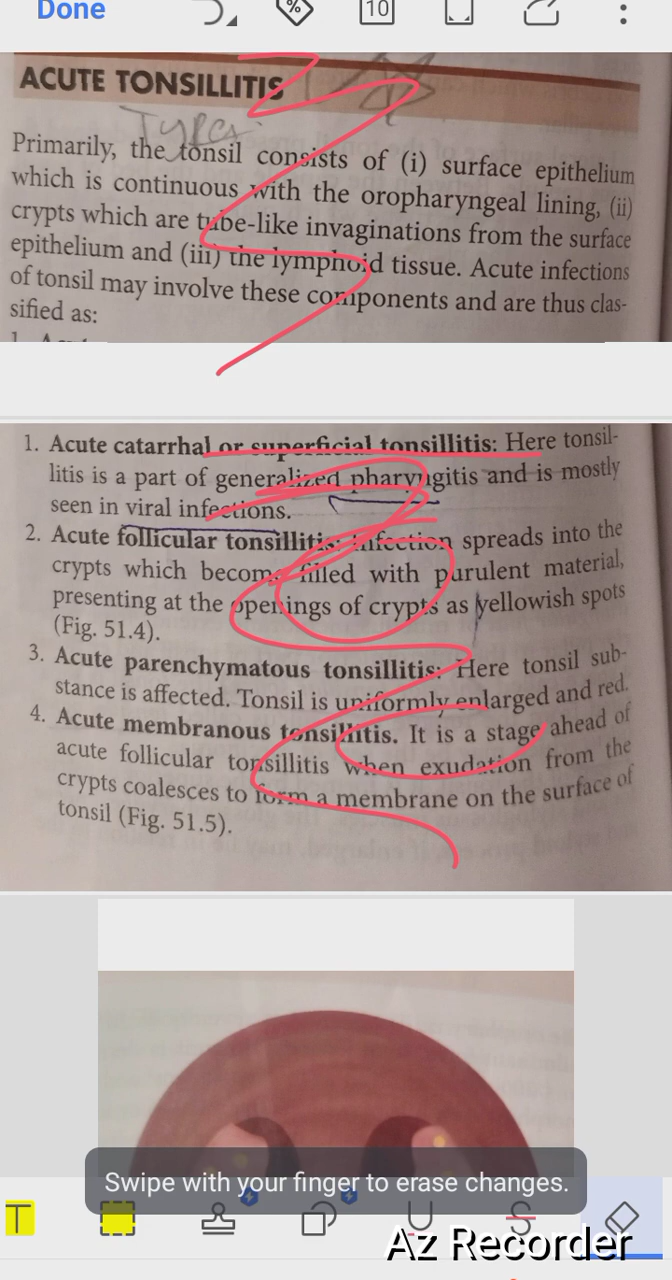 Done
%
10
ACUTE TONSILLITIS
Types
Primarily, the tonsil consists of (i) surface epithelium
which is continuous with the oropharyngeal lining, (ii)
crypts which are tube-like invaginations from the surface
epithelium and (iii) the lymphoid tissue. Acute infections
of tonsil may involve these components and are thus clas-
sified as:
1. Acute catarrhal or superficial tonsillitis: Here tonsil-
litis is a part of generalized pharyngitis and is mostly
seen in viral infections.
2. Acute follicular tonsillitis: Infection spreads into the
crypts which become filled with purulent material,
presenting at the openings of crypts as yellowish spots
(Fig. 51.4).
3. Acute parenchymatous tonsillitis: Here tonsil sub-
stance is affected. Tonsil is uniformly enlarged and red.
4. Acute membranous tonsillitis. It is a stage ahead of
acute follicular tonsillitis when exudation from the
crypts coalesces to form a membrane on the surface of
tonsil (Fig. 51.5).
Swipe with your finger to erase changes.
T
U
S
Az Recorder